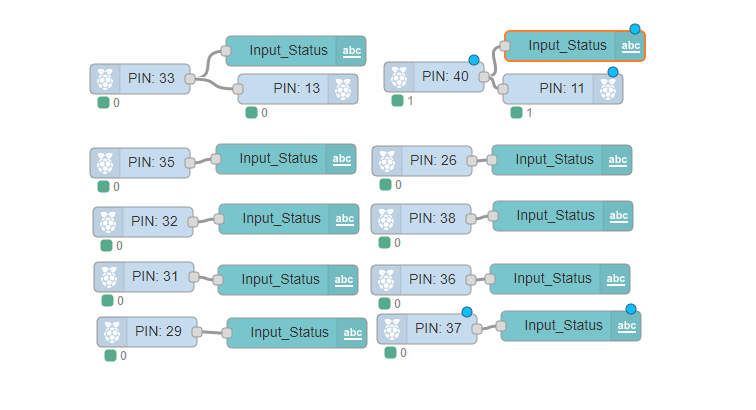 Input_Status abc
PIN: 33
0
PIN: 13
0
Input_Status abc
PIN: 40
1
PIN: 11
1
PIN: 35
0
Input_Status abc
PIN: 26
0
Input_Status abc
PIN: 32
0
Input_Status abc
PIN: 38
0
Input_Status abc
PIN: 31
0
Input_Status abc
PIN: 36
0
Input_Status abc
PIN: 29
0
Input_Status abc
PIN: 37
0
Input_Status abc